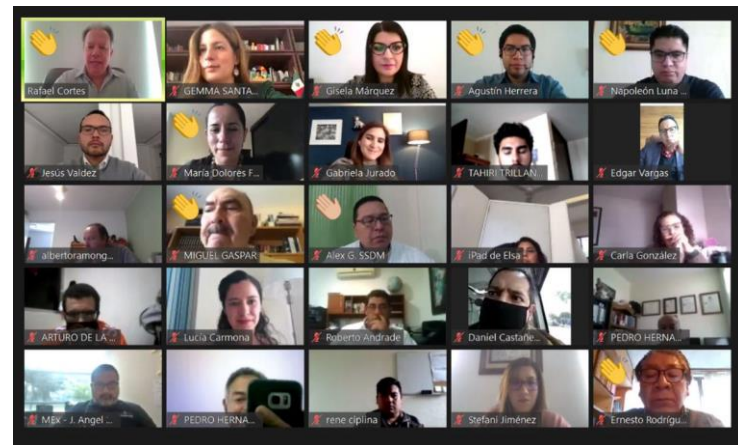 Rafael Cortes
GEMMA SANTA...
Gisela Márquez
Agustín Herrera
Napoleón Luna ...
Jesús Valdez
María Dolores F...
Gabriela Jurado
TAHIRI TRILLAN...
Edgar Vargas
albertoramong...
MIGUEL GASPAR
Alex G. SSDM
iPad de Elsa
Carla González
ARTURO DE LA ...
Lucía Carmona
Roberto Andrade
Daniel Castañe...
PEDRO HERNA...
MEx - J. Angel ...
PEDRO HERNA...
rene ciplina
Stefani Jiménez
Ernesto Rodrígu...